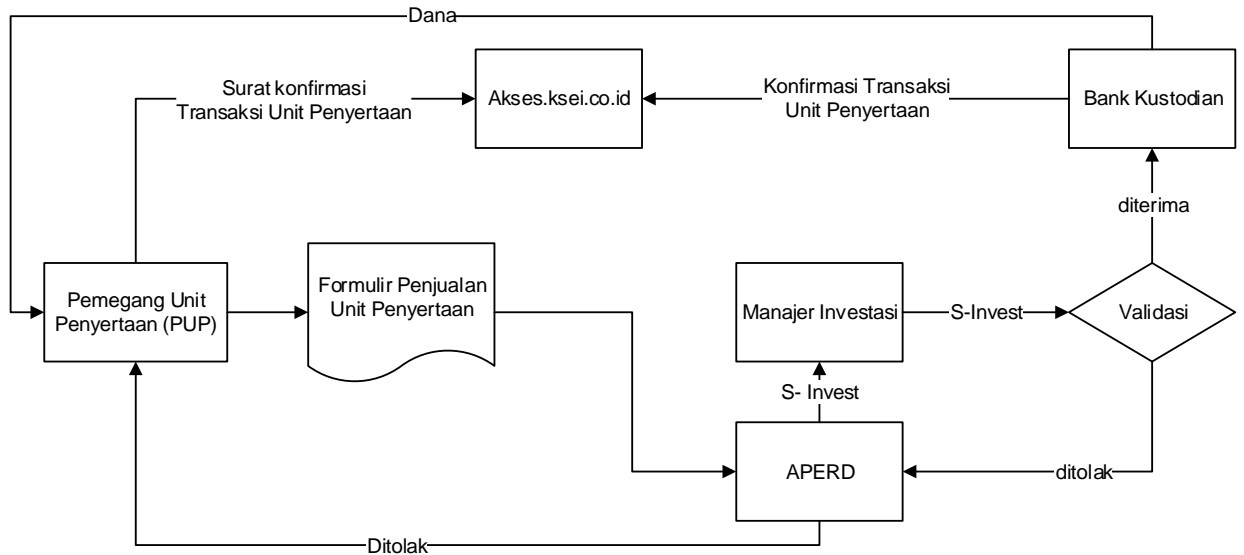 Dana
Surat konfirmasi
Transaksi Unit Penyertaan
Akses.ksei.co.id
Konfirmasi Transaksi
Unit Penyertaan
Bank Kustodian
diterima
Pemegang Unit
Penyertaan (PUP)
Formulir Penjualan
Unit Penyertaan
Manajer Investasi
S-Invest
Validasi
S- Invest
APERD
ditolak
Ditolak